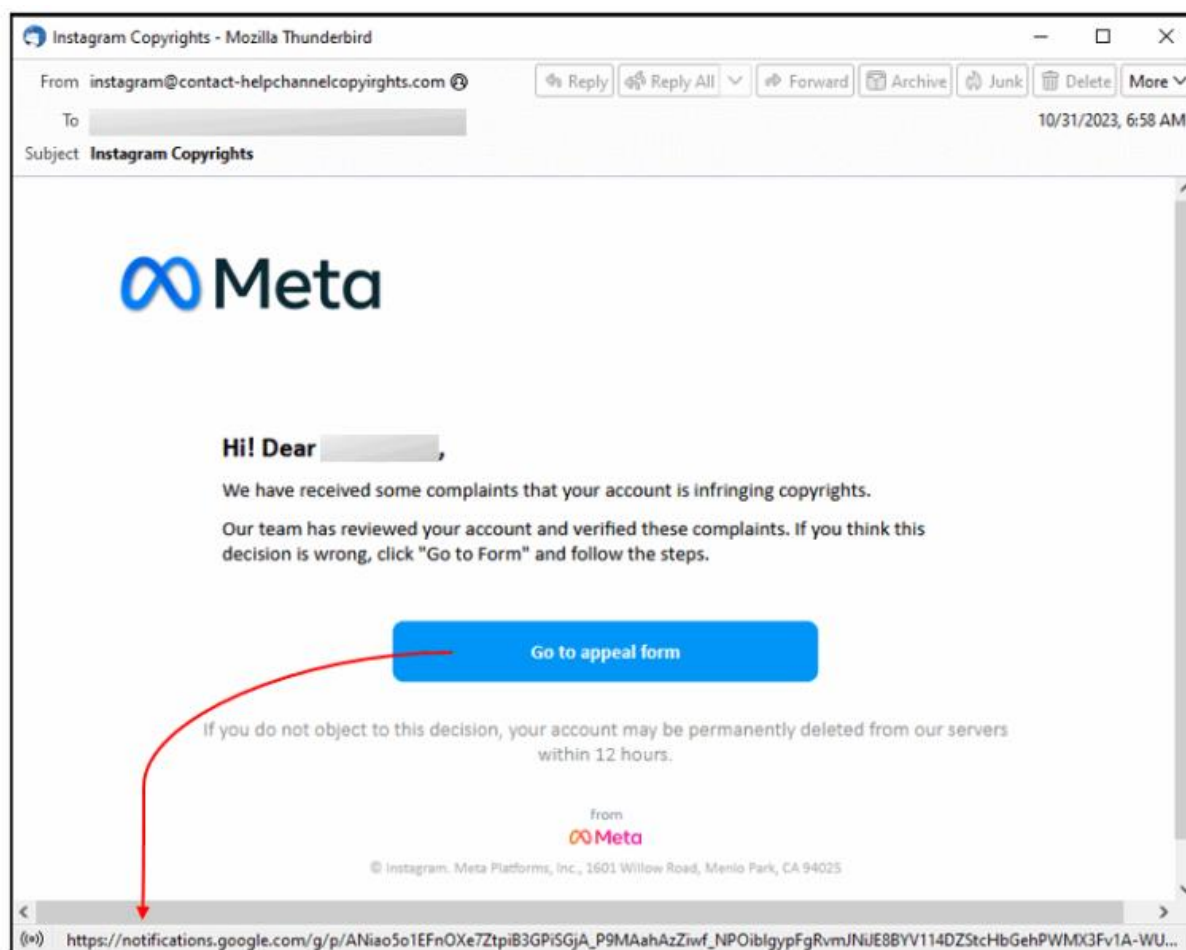 Instagram Copyrights - Mozilla Thunderbird
From instagram@contact-helpchannelcopyirghts.com Reply Reply All Forward Archive Junk Delete More
To 10/31/2023, 6:58 AM
Subject Instagram Copyrights
Meta
Hi! Dear ,
We have received some complaints that your account is infringing copyrights.
Our team has reviewed your account and verified these complaints. If you think this
decision is wrong, click "Go to Form" and follow the steps.
Go to appeal form
If you do not object to this decision, your account may be permanently deleted from our servers
within 12 hours.
from
Meta
© Instagram. Meta Platforms, Inc., 1601 Willow Road, Menlo Park, CA 94025
https://notifications.google.com/g/p/ANiao5o1EFnOXe7ZtpiB3GPiSGjA_P9MAahAzZiwf_NPOiblgypFgRvmJNiJE8BYV114DZStcHbGehPWMX3Fv1A-WU...